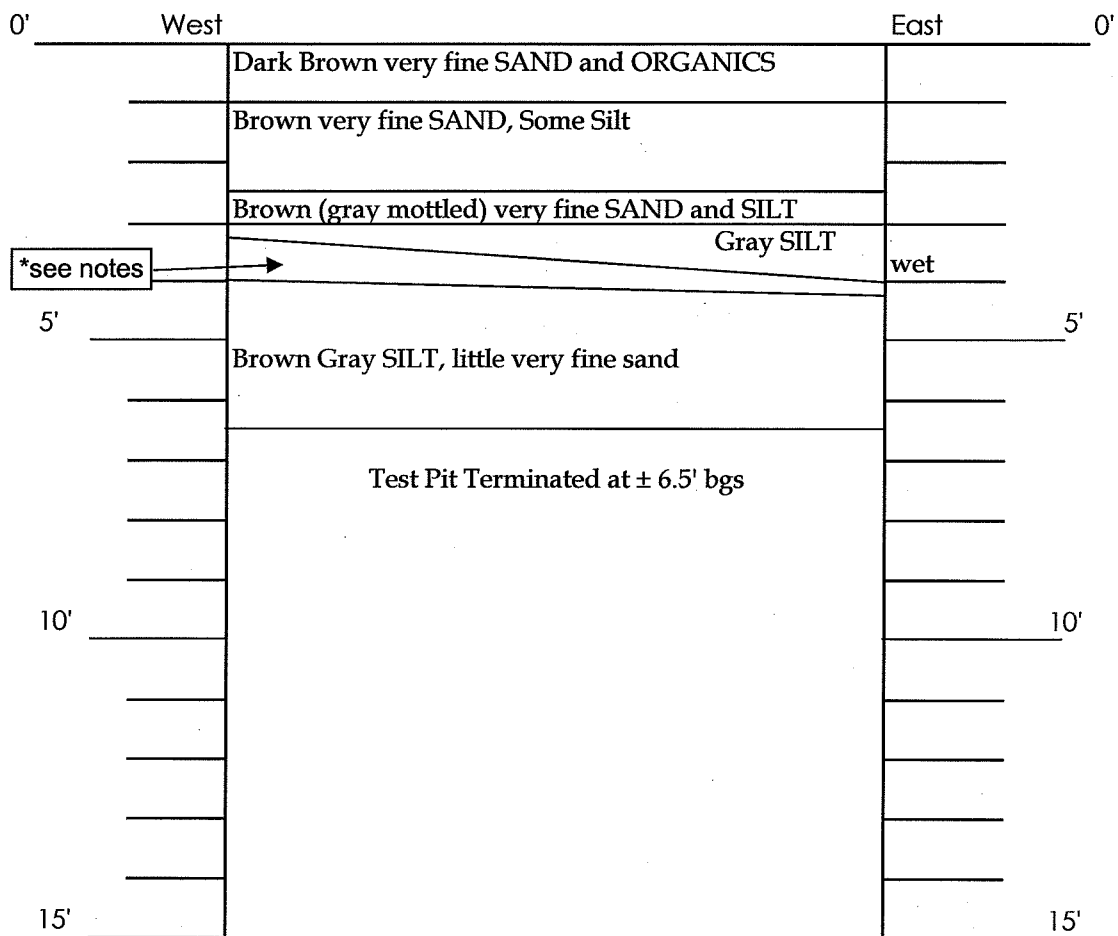 0' West East 0'
Dark Brown very fine SAND and ORGANICS
Brown very fine SAND, Some Silt
Brown (gray mottled) very fine SAND and SILT
Gray SILT
*see notes
wet
5' 5'
Brown Gray SILT, little very fine sand
Test Pit Terminated at ± 6.5' bgs
10' 10'
15' 15'